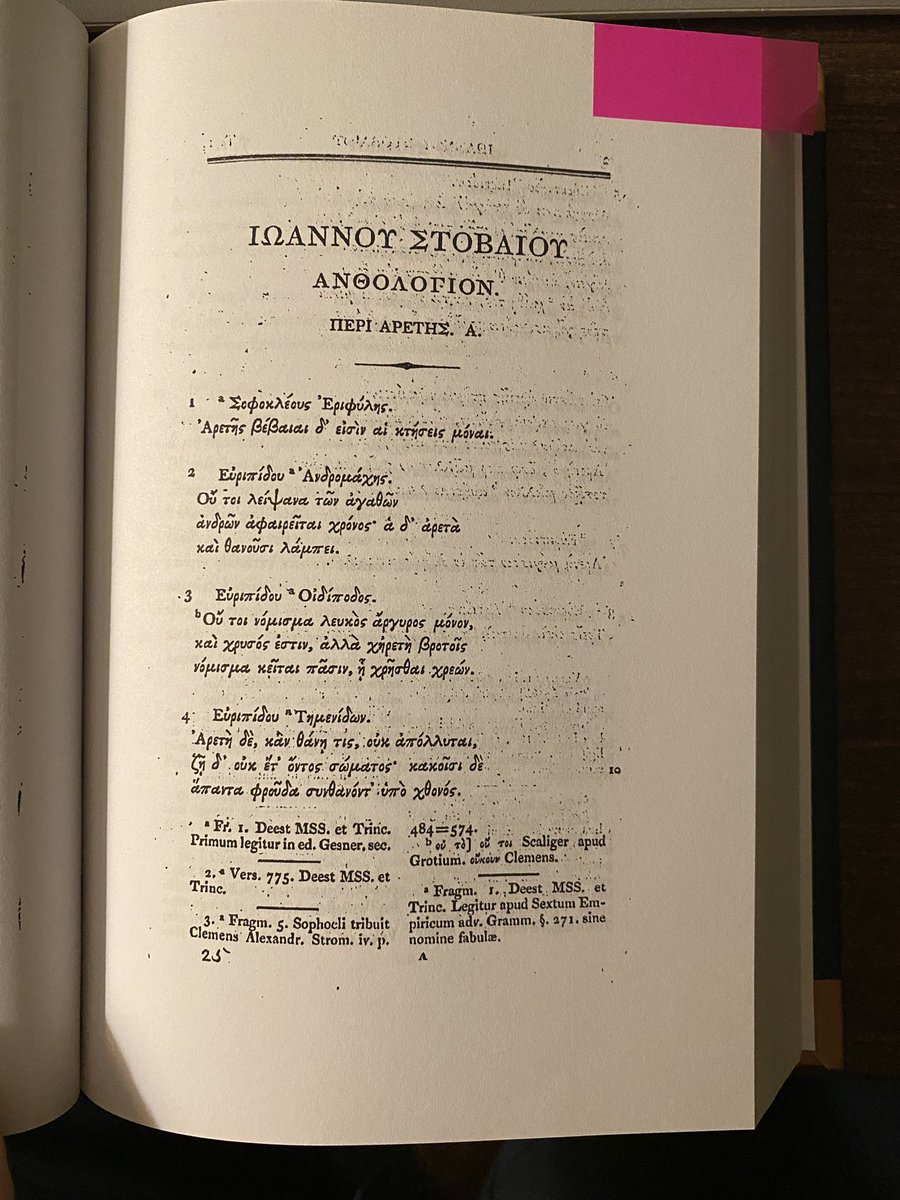 ΙΩΑΝΝΟΥ ΣΤΟΒΑΙΟΥ
ΑΝΘΟΛΟΓΙΟΝ.
ΠΕΡΙ ΑΡΕΤΗΣ. Α.
1 a Σοφοκλέους Ἐριφύλης.
Ἀρετῆς βέβαιαι δ' εἰσὶν αἱ κτήσεις μόναι.
2 Εὐριπίδου a Ἀνδρομάχης.
Οὔ τοι λείψανα τῶν ἀγαθῶν
ἀνδρῶν ἀφαιρεῖται χρόνος· ἁ δ' ἀρετὰ
καὶ θανοῦσι λάμπει.
3 Εὐριπίδου a Οἰδίποδος.
b Οὔ τοι νόμισμα λευκὸς ἄργυρος μόνον,
καὶ χρυσός ἐστιν, ἀλλὰ χἠρετὴ βροτοῖς
νόμισμα κεῖται πᾶσιν, ᾗ χρῆσθαι χρεών.
4 Εὐριπίδου a Τημενίδων.
Ἀρετὴ δὲ, κᾂν θάνῃ τις, οὐκ ἀπόλλυται,
ζῇ δ' οὐκ ἔτ' ὄντος σώματος· κακοῖσι δὲ 10
ἅπαντα φροῦδα συνθανόνθ' ὑπὸ χθονός.
a Fr. 1. Deest MSS. et Trinc.
Primum legitur in ed. Gesner. sec.
2. a Vers. 775. Deest MSS. et
Trinc.
3. a Fragm. 5. Sophocli tribuit
Clemens Alexandr. Strom. iv. p.
484=574.
b οὐ τὸ] οὔ τοι Scaliger apud
Grotium. οὔκουν Clemens.
a Fragm. 1. Deest MSS. et
Trinc. Legitur apud Sextum Em-
piricum adv. Gramm. §. 271. sine
nomine fabulæ.
25
A